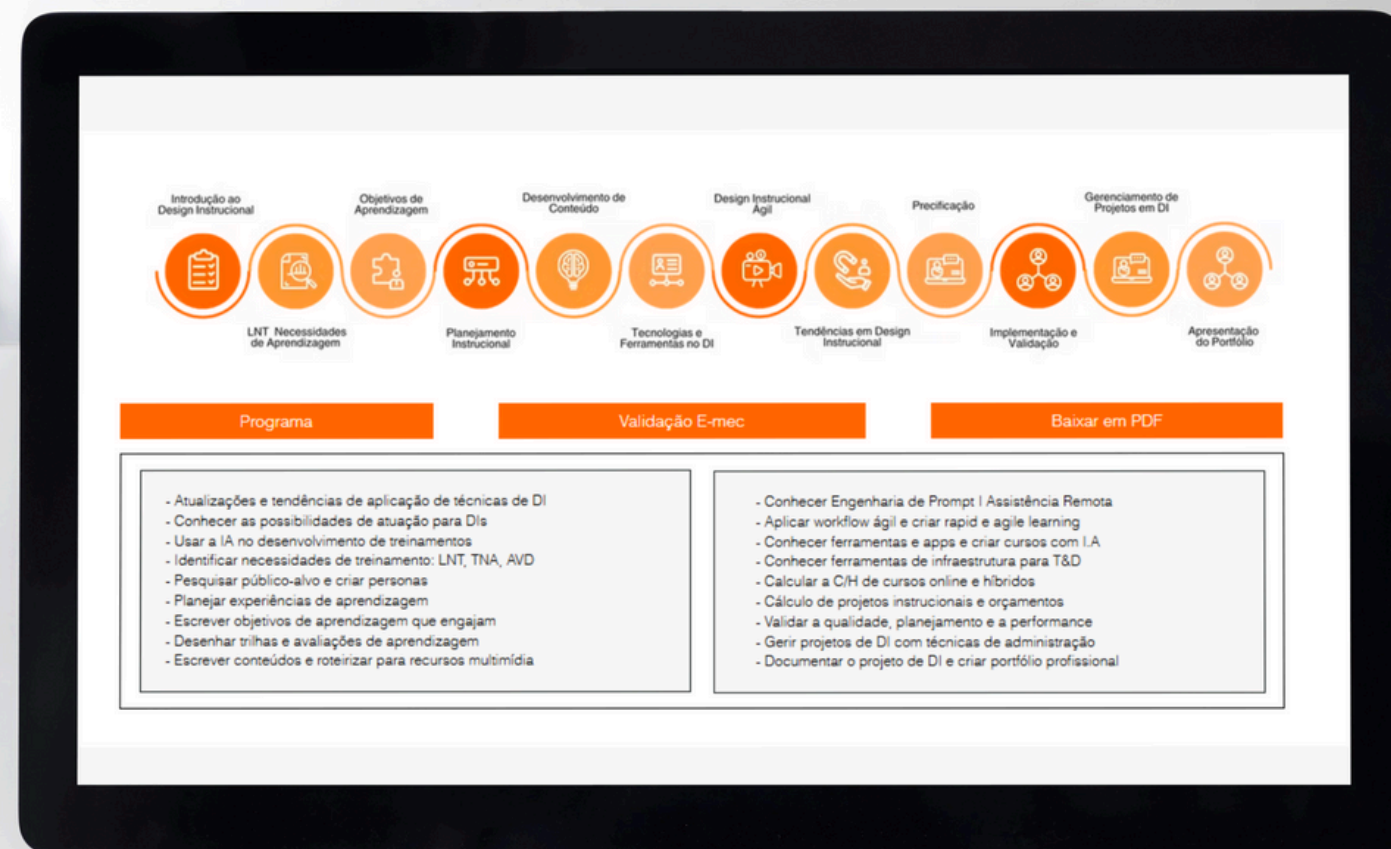 Introdução ao
Design Instrucional
LNT  Necessidades
de Aprendizagem
Objetivos de
Aprendizagem
Planejamento
Instrucional
Desenvolvimento de
Conteúdo
Tecnologias e
Ferramentas no DI
Design Instrucional
Ágil
Tendências em Design
Instrucional
Precificação
Implementação e
Validação
Gerenciamento de
Projetos em DI
Apresentação
do Portfólio
Programa
Validação E-mec
Baixar em PDF
- Atualizações e tendências de aplicação de técnicas de DI
- Conhecer as possibilidades de atuação para DIs
- Usar a IA no desenvolvimento de treinamentos
- Identificar necessidades de treinamento: LNT, TNA, AVD
- Pesquisar público-alvo e criar personas
- Planejar experiências de aprendizagem
- Escrever objetivos de aprendizagem que engajam
- Desenhar trilhas e avaliações de aprendizagem
- Escrever conteúdos e roteirizar para recursos multimídia
- Conhecer Engenharia de Prompt I Assistência Remota
- Aplicar workflow ágil e criar rapid e agile learning
- Conhecer ferramentas e apps e criar cursos com I.A
- Conhecer ferramentas de infraestrutura para T&D
- Calcular a C/H de cursos online e híbridos
- Cálculo de projetos instrucionais e orçamentos
- Validar a qualidade, planejamento e a performance
- Gerir projetos de DI com técnicas de administração
- Documentar o projeto de DI e criar portfólio profissional